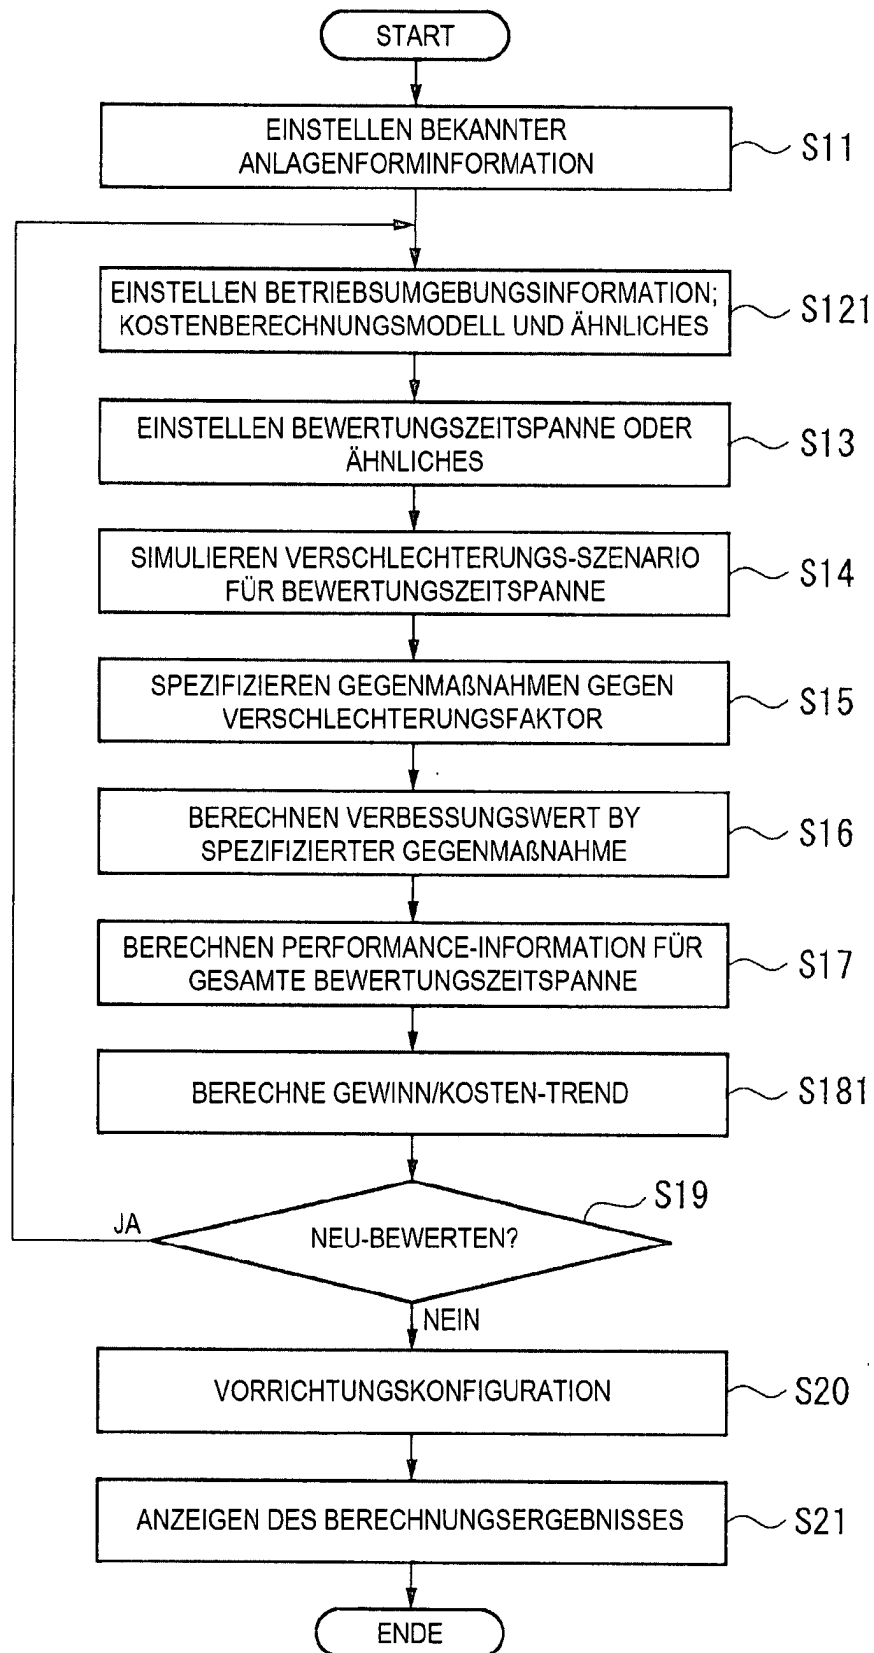 START
EINSTELLEN BEKANNTER
ANLAGENFORMINFORMATION
S11
EINSTELLEN BETRIEBSUMGEBUNGSINFORMATION;
KOSTENBERECHNUNGSMODELL UND ÄHNLICHES
S121
EINSTELLEN BEWERTUNGSZEITSPANNE ODER
ÄHNLICHES
S13
SIMULIEREN VERSCHLECHTERUNGS-SZENARIO
FÜR BEWERTUNGSZEITSPANNE
S14
SPEZIFIZIEREN GEGENMAßNAHMEN GEGEN
VERSCHLECHTERUNGSFAKTOR
S15
BERECHNEN VERBESSUNGSWERT BY
SPEZIFIZIERTER GEGENMAßNAHME
S16
BERECHNEN PERFORMANCE-INFORMATION FÜR
GESAMTE BEWERTUNGSZEITSPANNE
S17
BERECHNE GEWINN/KOSTEN-TREND
S181
S19
JA
NEU-BEWERTEN?
NEIN
VORRICHTUNGSKONFIGURATION
S20
ANZEIGEN DES BERECHNUNGSERGEBNISSES
S21
ENDE